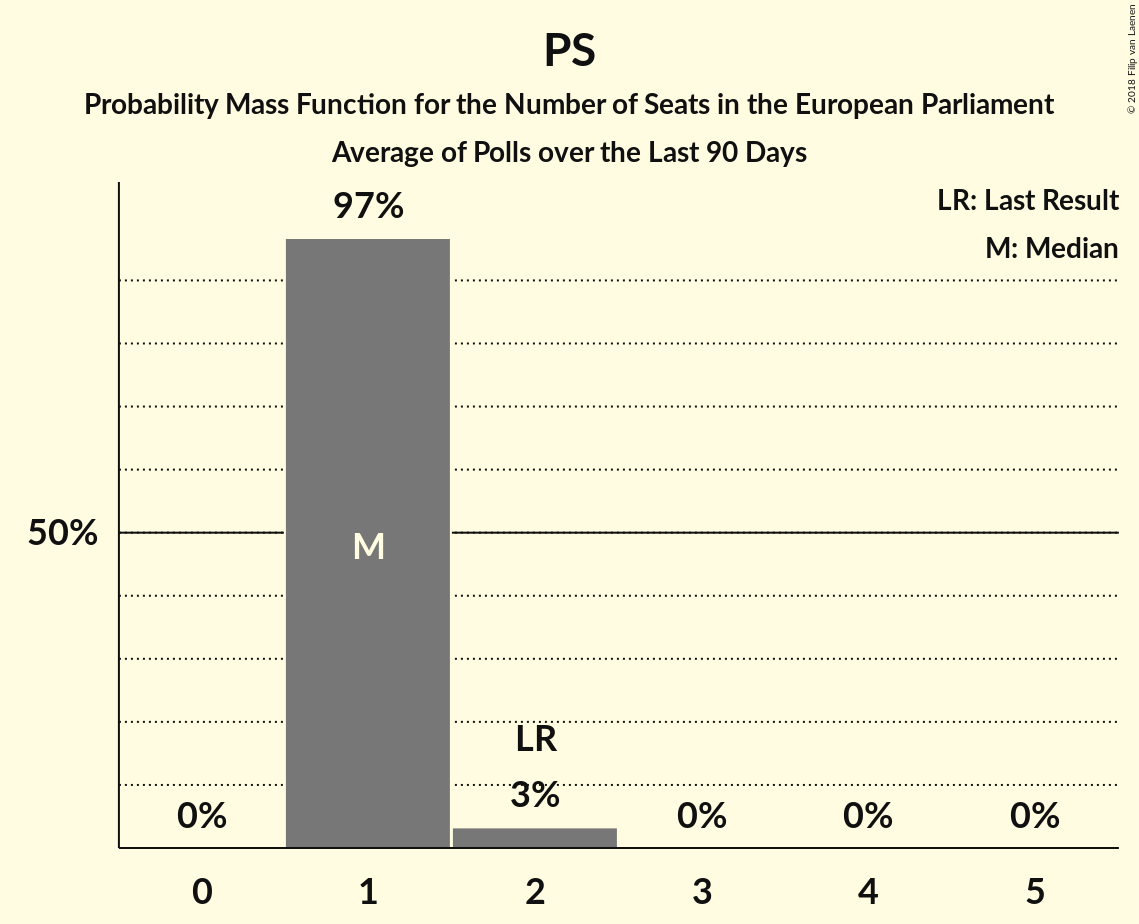 PS
Probability Mass Function for the Number of Seats in the European Parliament
Average of Polls over the Last 90 Days
© 2018 Filip van Laenen
LR: Last Result
M: Median
97%
50%
M
LR
0%
3%
0%
0%
0%
0
1
2
3
4
5